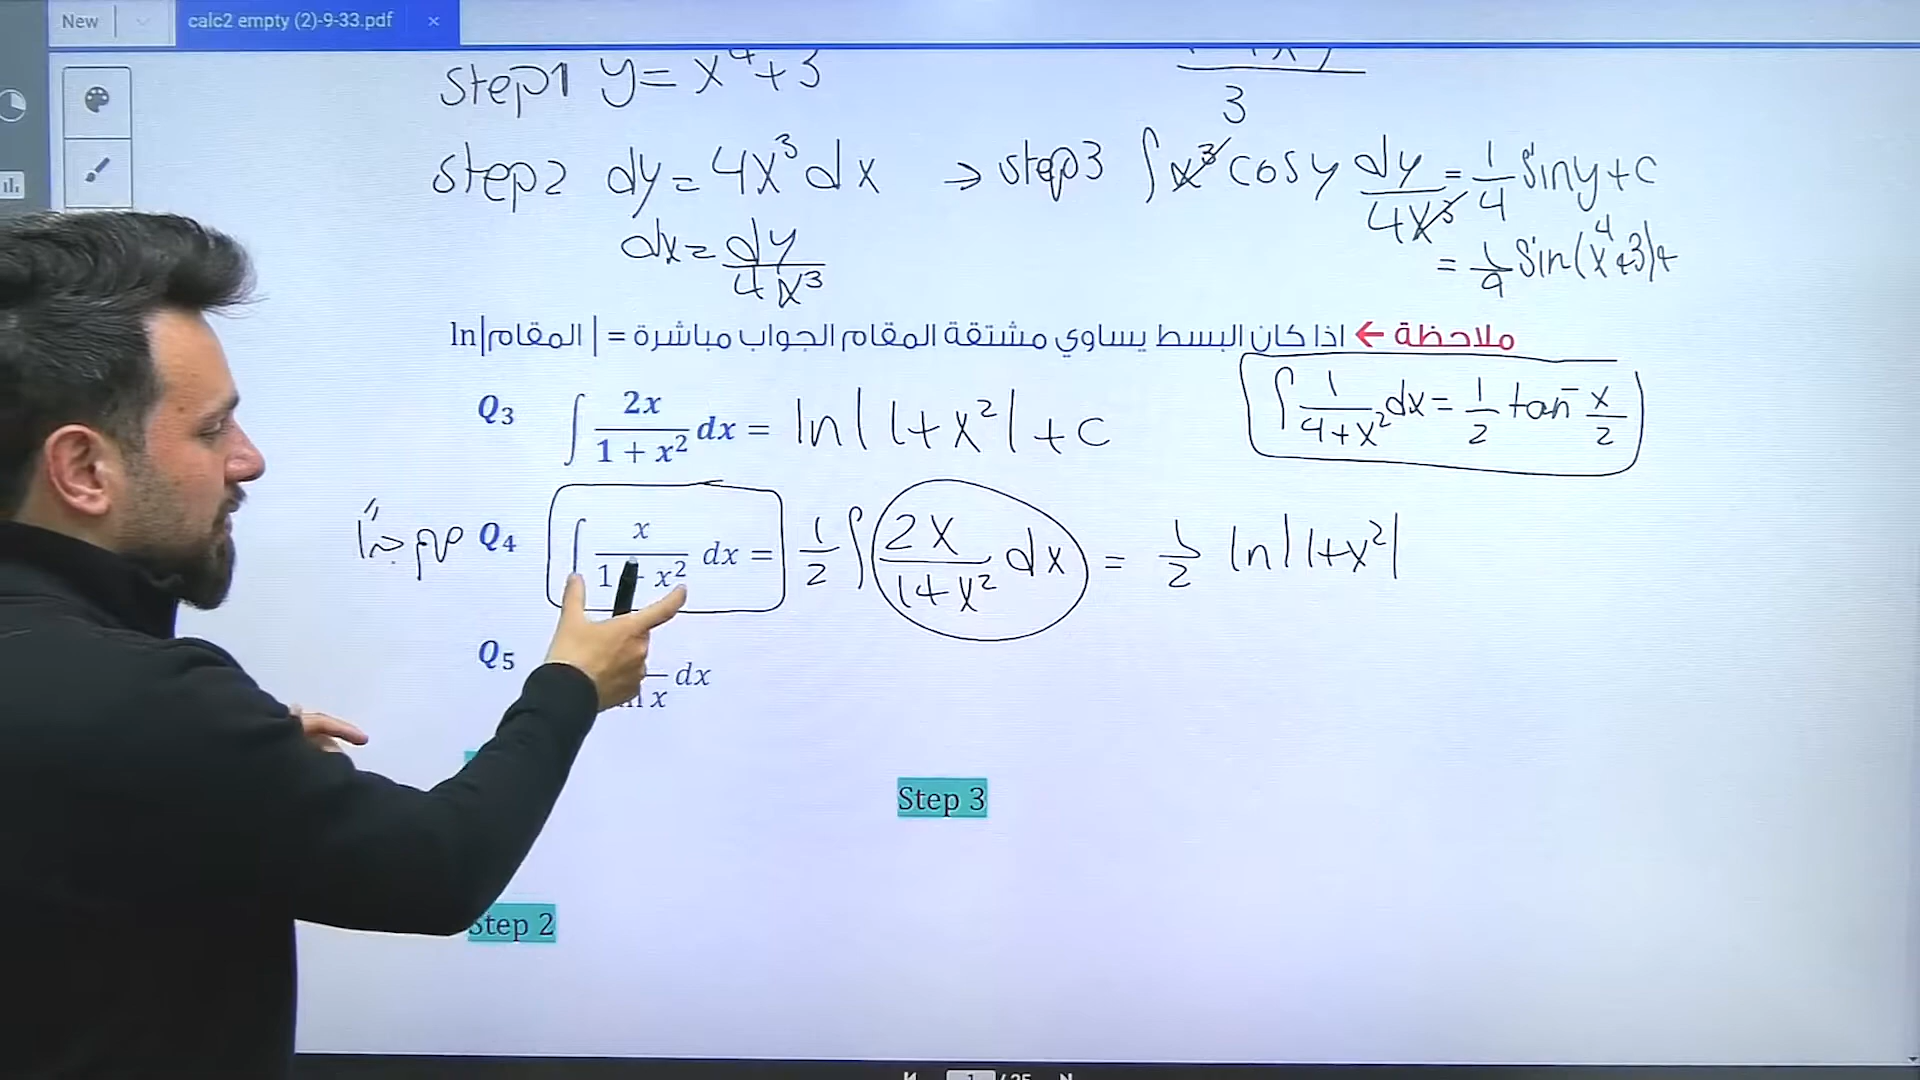 New
calc2 empty (2)-9-33.pdf ×
Step1 y = x⁴+3
3
Step2 dy = 4x³ dx → step3 ∫x³ cosy dy/4x³ = 1/4 siny + c
dx = dy/4x³ = 1/4 Sin(x⁴+3)+
ملاحظة ← اذا كان البسط يساوي مشتقة المقام الجواب مباشرة = | المقام|ln
Q3 ∫ 2x/(1 + x²) dx = ln|1+x²| + c
∫ 1/(4+x²) dx = 1/2 tan⁻ x/2
مهم جداً Q4 ∫ x/(1 + x²) dx = 1/2 ∫ 2x/(1+x²) dx = 1/2 ln|1+x²|
Q5 x dx
Step 3
Step 2
1 / 25